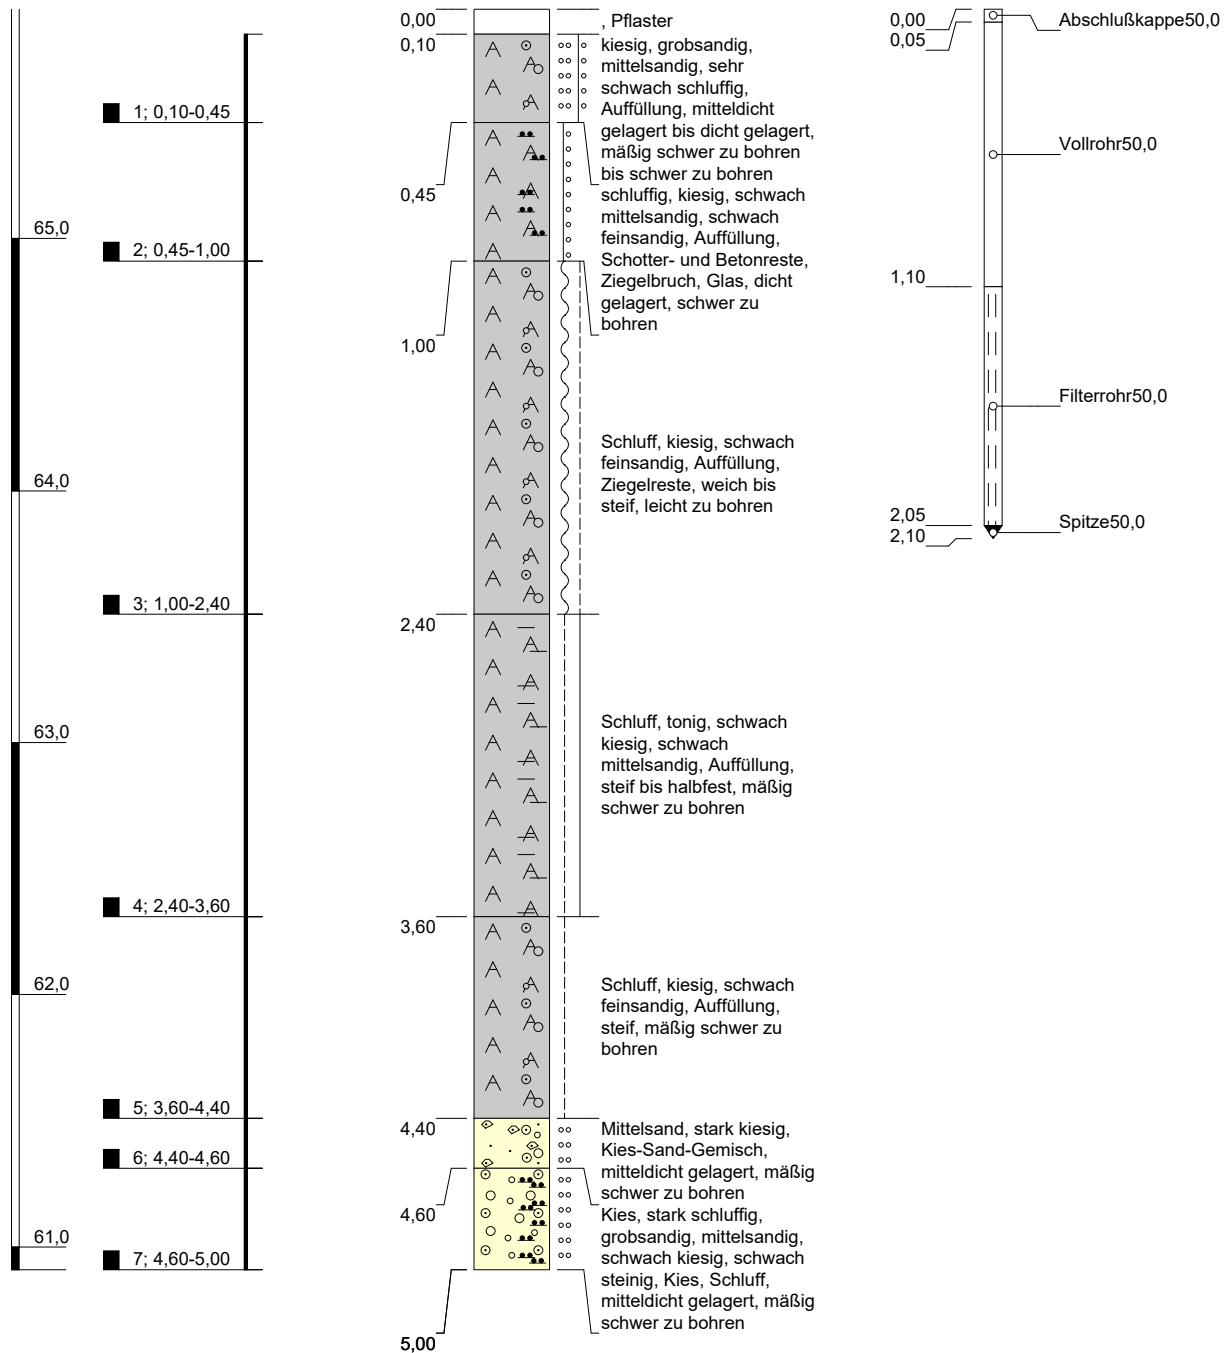 65,0
64,0
63,0
62,0
61,0
1; 0,10-0,45
2; 0,45-1,00
3; 1,00-2,40
4; 2,40-3,60
5; 3,60-4,40
6; 4,40-4,60
7; 4,60-5,00
0,00
0,10
0,45
1,00
2,40
3,60
4,40
4,60
5,00
, Pflaster
kiesig, grobsandig,
mittelsandig, sehr
schwach schluffig,
Auffüllung, mitteldicht
gelagert bis dicht gelagert,
mäßig schwer zu bohren
bis schwer zu bohren
schluffig, kiesig, schwach
mittelsandig, schwach
feinsandig, Auffüllung,
Schotter- und Betonreste,
Ziegelbruch, Glas, dicht
gelagert, schwer zu
bohren
Schluff, kiesig, schwach
feinsandig, Auffüllung,
Ziegelreste, weich bis
steif, leicht zu bohren
Schluff, tonig, schwach
kiesig, schwach
mittelsandig, Auffüllung,
steif bis halbfest, mäßig
schwer zu bohren
Schluff, kiesig, schwach
feinsandig, Auffüllung,
steif, mäßig schwer zu
bohren
Mittelsand, stark kiesig,
Kies-Sand-Gemisch,
mitteldicht gelagert, mäßig
schwer zu bohren
Kies, stark schluffig,
grobsandig, mittelsandig,
schwach kiesig, schwach
steinig, Kies, Schluff,
mitteldicht gelagert, mäßig
schwer zu bohren
0,00
0,05
1,10
2,05
2,10
Abschlußkappe50,0
Vollrohr50,0
Filterrohr50,0
Spitze50,0